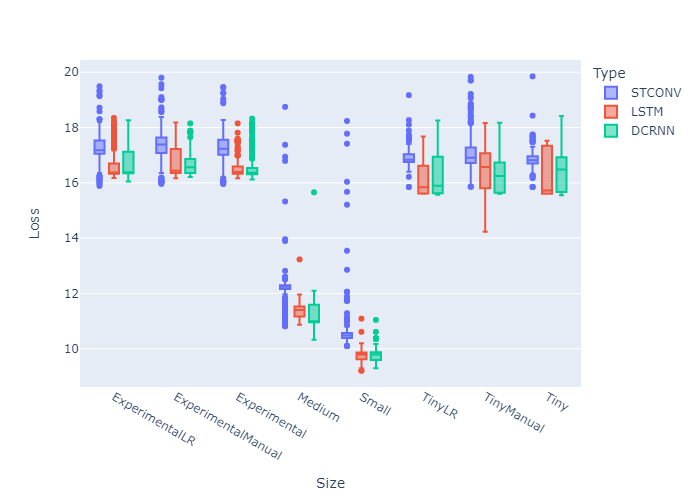 20
18
16
14
12
10
Loss
ExperimentalLR
ExperimentalManual
Experimental
Medium
Small
TinyLR
TinyManual
Tiny
Size
Type
STCONV
LSTM
DCRNN